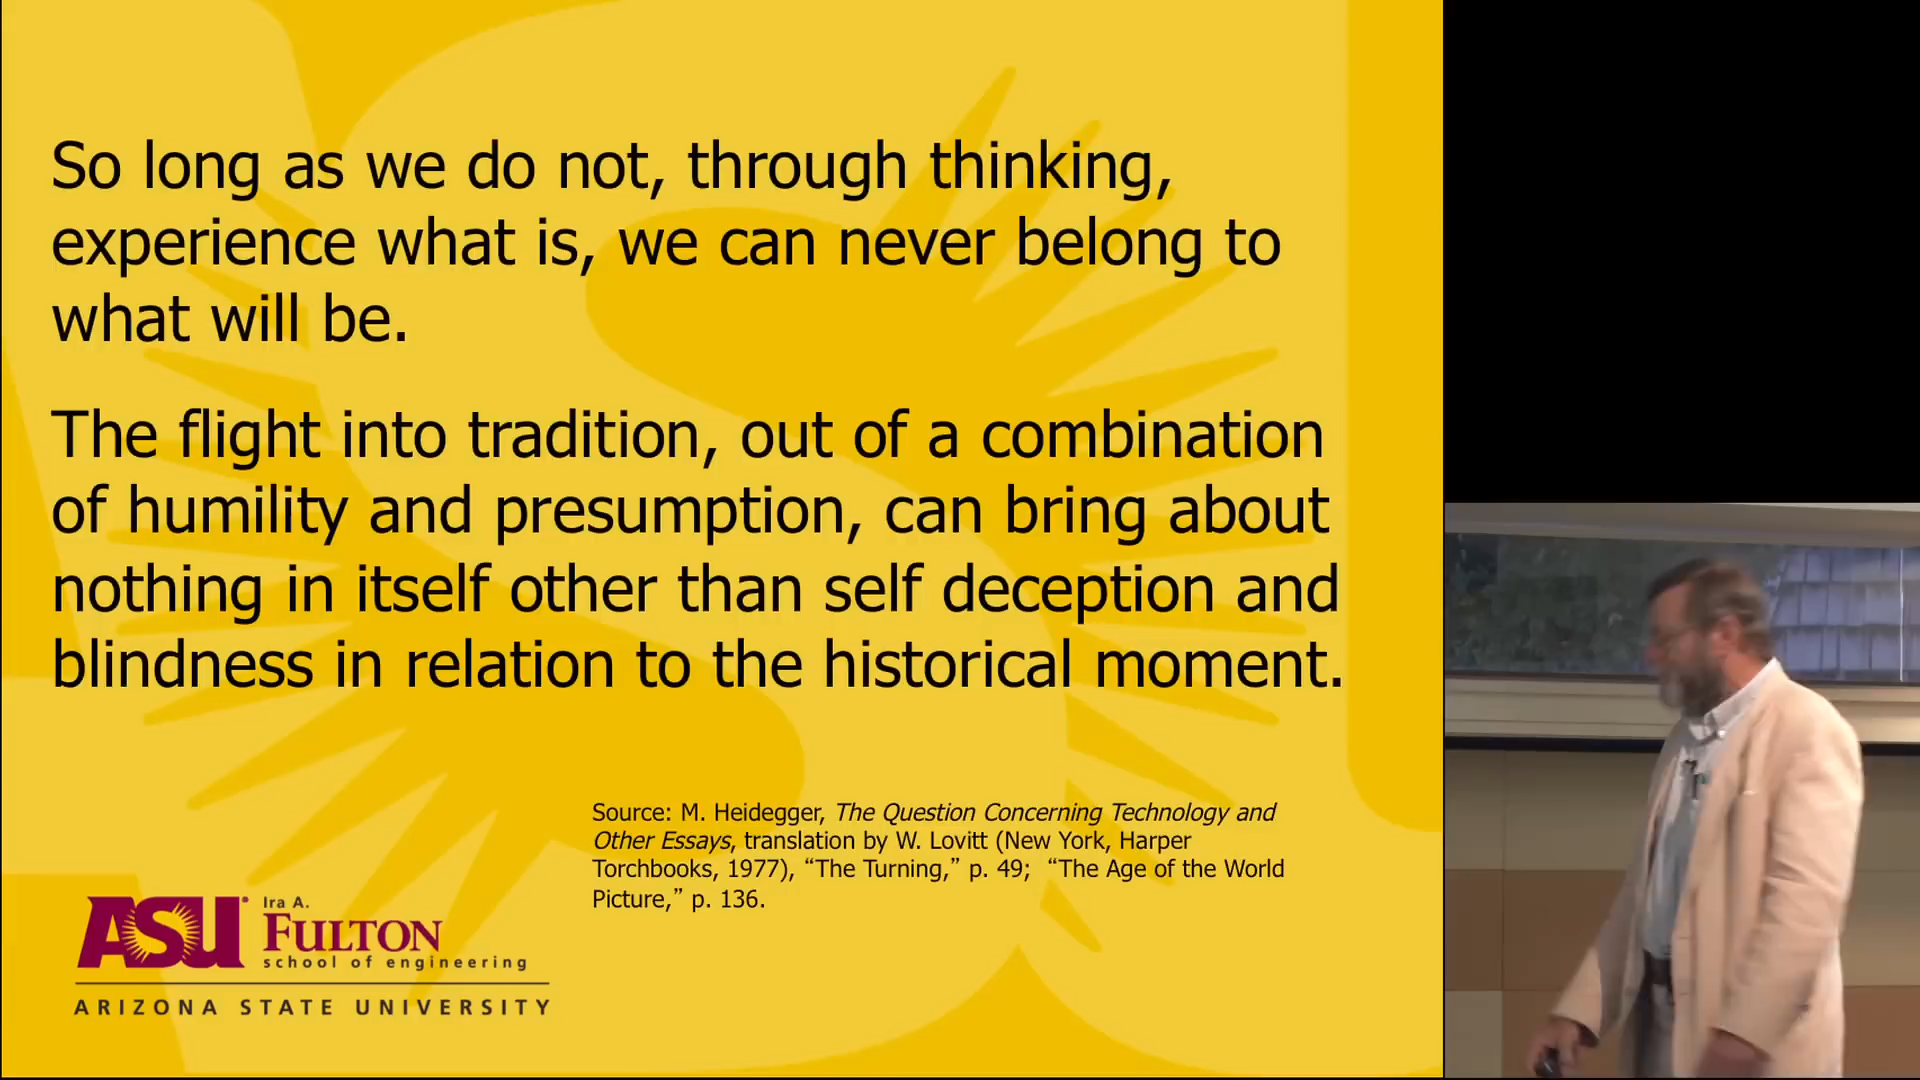 So long as we do not, through thinking,
experience what is, we can never belong to
what will be.
The flight into tradition, out of a combination
of humility and presumption, can bring about
nothing in itself other than self deception and
blindness in relation to the historical moment.
Source: M. Heidegger, The Question Concerning Technology and
Other Essays, translation by W. Lovitt (New York, Harper
Torchbooks, 1977), “The Turning,” p. 49;  “The Age of the World
Picture,” p. 136.
ASU
Ira A.
FULTON
school of engineering
ARIZONA STATE UNIVERSITY